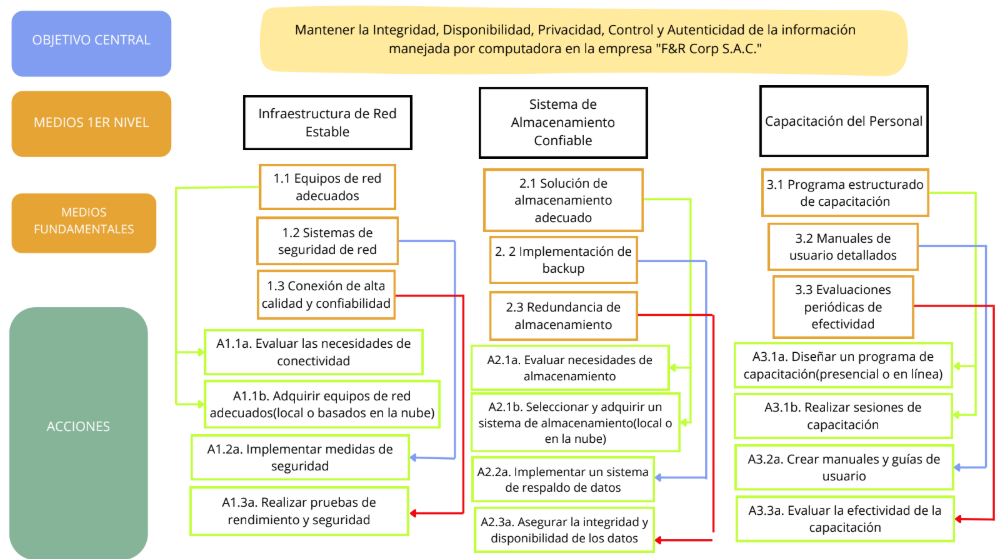 OBJETIVO CENTRAL
Mantener la Integridad, Disponibilidad, Privacidad, Control y Autenticidad de la información
manejada por computadora en la empresa "F&R Corp S.A.C."
MEDIOS 1ER NIVEL
Infraestructura de Red
Estable
Sistema de
Almacenamiento
Confiable
Capacitación del Personal
MEDIOS
FUNDAMENTALES
1.1 Equipos de red
adecuados
1.2 Sistemas de
seguridad de red
1.3 Conexión de alta
calidad y confiabilidad
2.1 Solución de
almacenamiento
adecuado
2. 2 Implementación de
backup
2.3 Redundancia de
almacenamiento
3.1 Programa estructurado
de capacitación
3.2 Manuales de
usuario detallados
3.3 Evaluaciones
periódicas de
efectividad
ACCIONES
A1.1a. Evaluar las necesidades de
conectividad
A1.1b. Adquirir equipos de red
adecuados(local o basados en la nube)
A1.2a. Implementar medidas de
seguridad
A1.3a. Realizar pruebas de
rendimiento y seguridad
A2.1a. Evaluar necesidades de
almacenamiento
A2.1b. Seleccionar y adquirir un
sistema de almacenamiento(local o
en la nube)
A2.2a. Implementar un sistema
de respaldo de datos
A2.3a. Asegurar la integridad y
disponibilidad de los datos
A3.1a. Diseñar un programa de
capacitación(presencial o en línea)
A3.1b. Realizar sesiones de
capacitación
A3.2a. Crear manuales y guías de
usuario
A3.3a. Evaluar la efectividad de la
capacitación